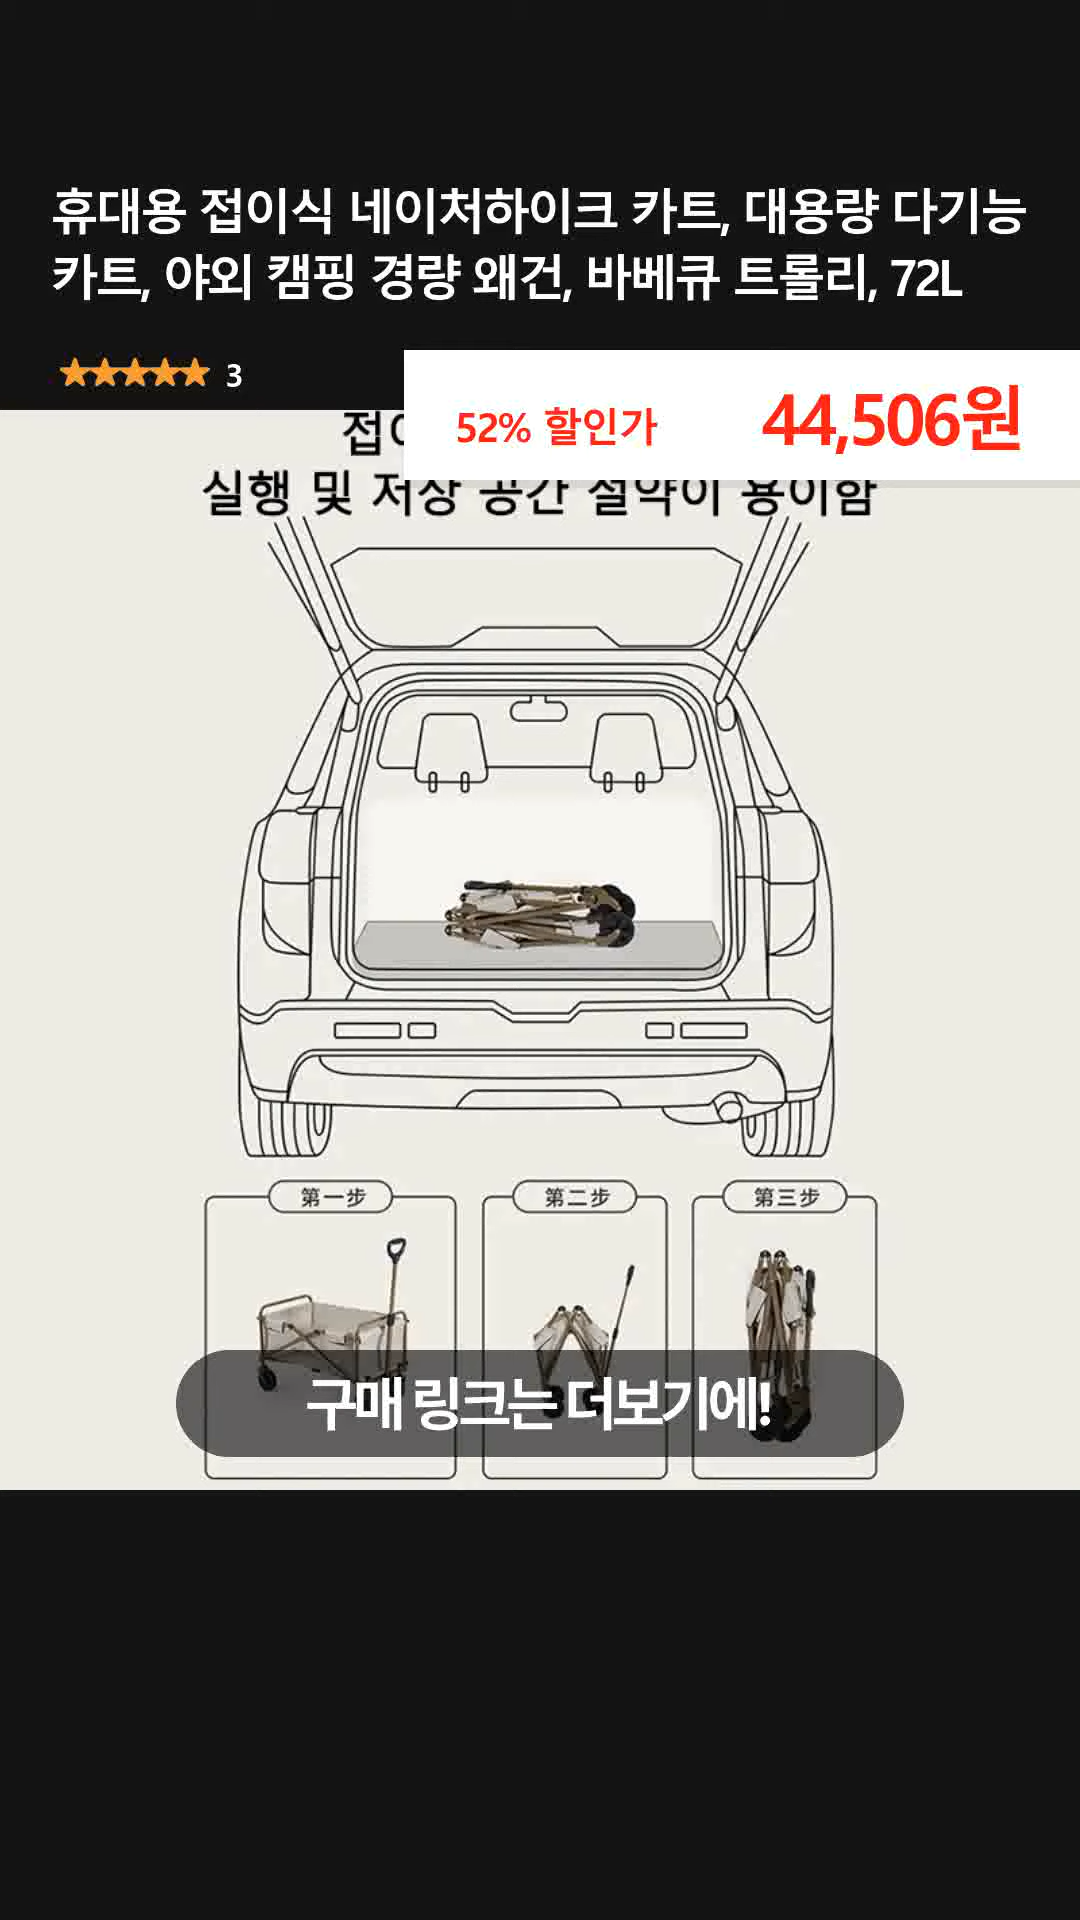 휴대용 접이식 네이처하이크 카트, 대용량 다기능
카트, 야외 캠핑 경량 왜건, 바베큐 트롤리, 72L
3
52% 할인가 44,506원
실행 및 저장 공간 절약이 용이함
第一步 第二步 第三步
구매 링크는 더보기에!